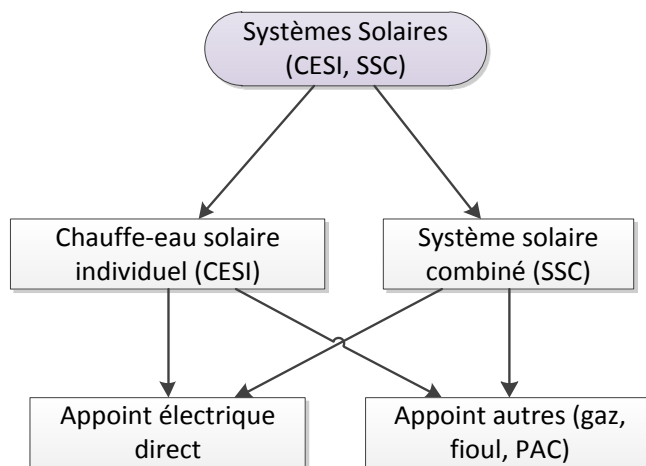 Systèmes Solaires
(CESI, SSC)
Chauffe-eau solaire
individuel (CESI)
Système solaire
combiné (SSC)
Appoint électrique
direct
Appoint autres (gaz,
fioul, PAC)